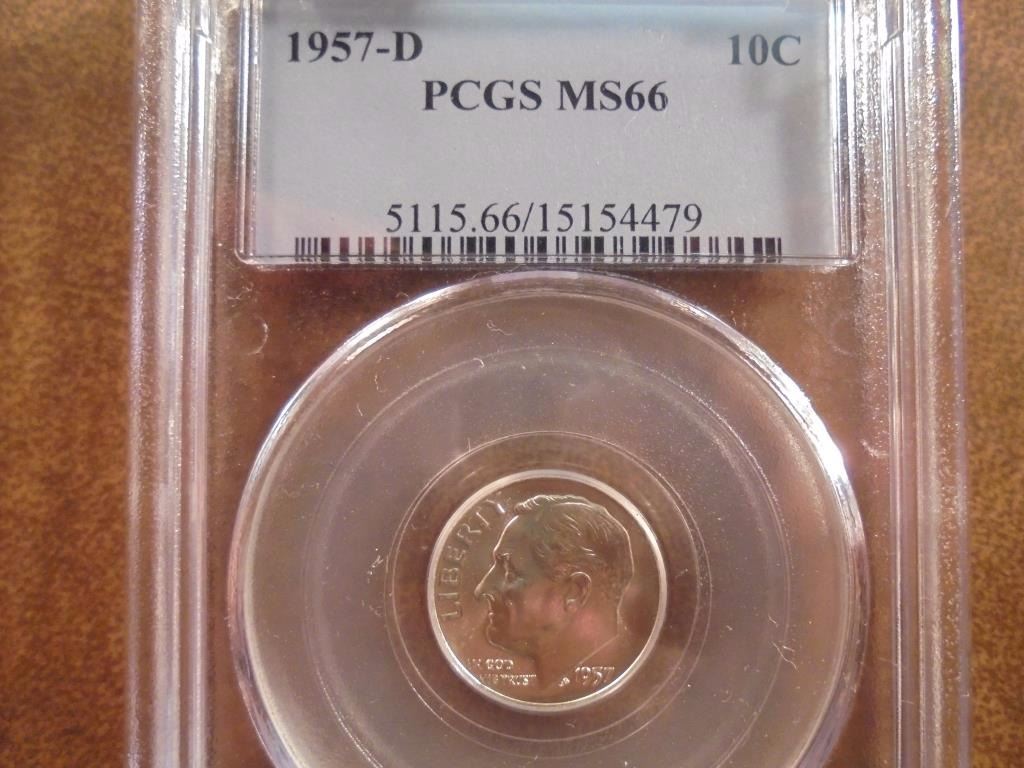 1957-D 10C
PCGS MS66
5115.66/15154479
LIBERTY
IN GOD
WE TRUST
1957